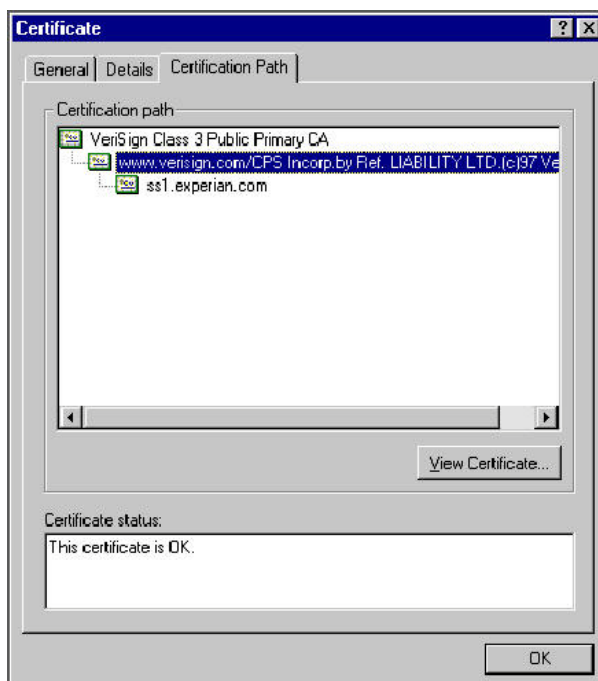 Certificate
General Details Certification Path
Certification path
VeriSign Class 3 Public Primary CA
www.verisign.com/CPS Incorp.by Ref. LIABILITY LTD.(c)97 Ve
ss1.experian.com
View Certificate...
Certificate status:
This certificate is OK.
OK